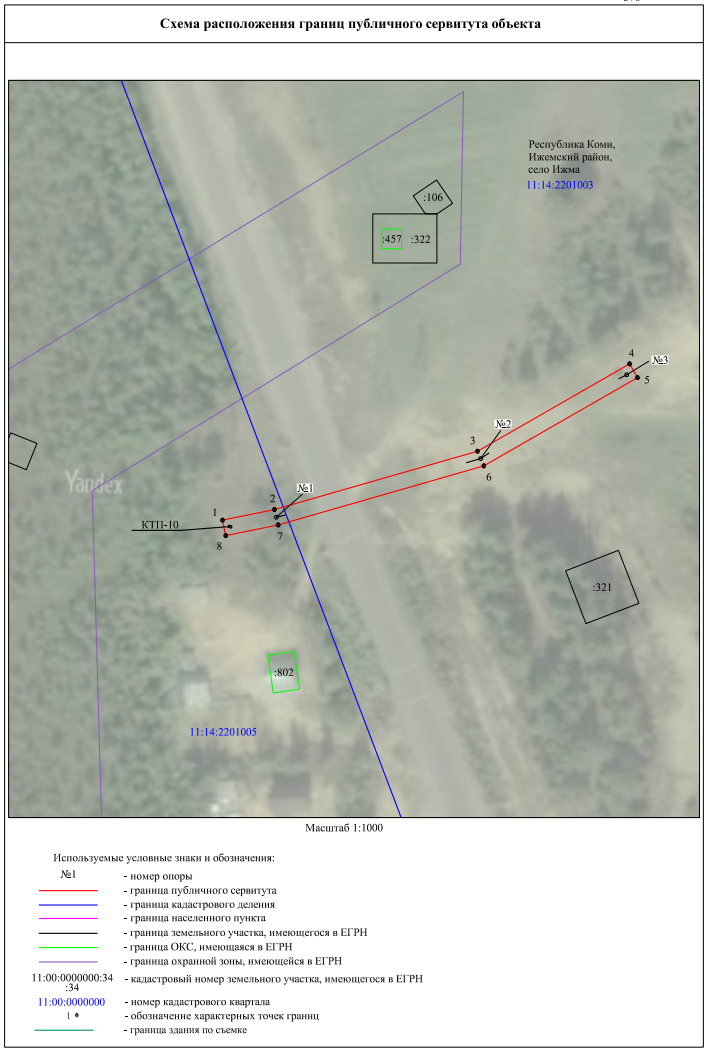 Схема расположения границ публичного сервитута объекта
Республика Коми,
Ижемский район,
село Ижма
11:14:2201003
:106
:457 :322
4
№3
5
№2
3
6
Yandex
№1
2
1
КТП-10
7
8
:321
:802
11:14:2201005
Масштаб 1:1000
Используемые условные знаки и обозначения:
№1 - номер опоры
- граница публичного сервитута
- граница кадастрового деления
- граница населенного пункта
- граница земельного участка, имеющегося в ЕГРН
- граница ОКС, имеющаяся в ЕГРН
- граница охранной зоны, имеющейся в ЕГРН
11:00:0000000:34 - кадастровый номер земельного участка, имеющегося в ЕГРН
:34
11:00:0000000 - номер кадастрового квартала
1 - обозначение характерных точек границ
- граница здания по съемке